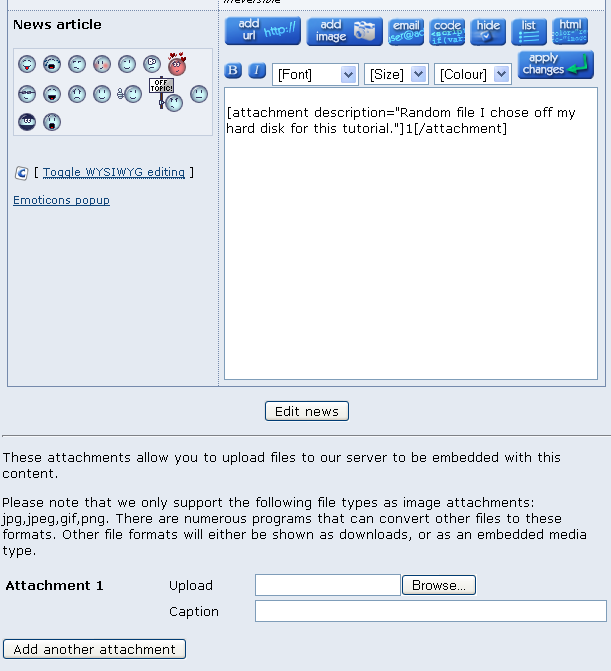 irreversible
News article
add url http://
add image
email user@ac
code <script if(var
hide
list
html
B I [Font] [Size] [Colour] apply changes
OFF TOPIC!
[attachment description="Random file I chose off my
hard disk for this tutorial."]1[/attachment]
[ Toggle WYSIWYG editing ]
Emoticons popup
Edit news
These attachments allow you to upload files to our server to be embedded with this
content.
Please note that we only support the following file types as image attachments:
jpg,jpeg,gif,png. There are numerous programs that can convert other files to these
formats. Other file formats will either be shown as downloads, or as an embedded media
type.
Attachment 1 Upload Browse...
Caption
Add another attachment